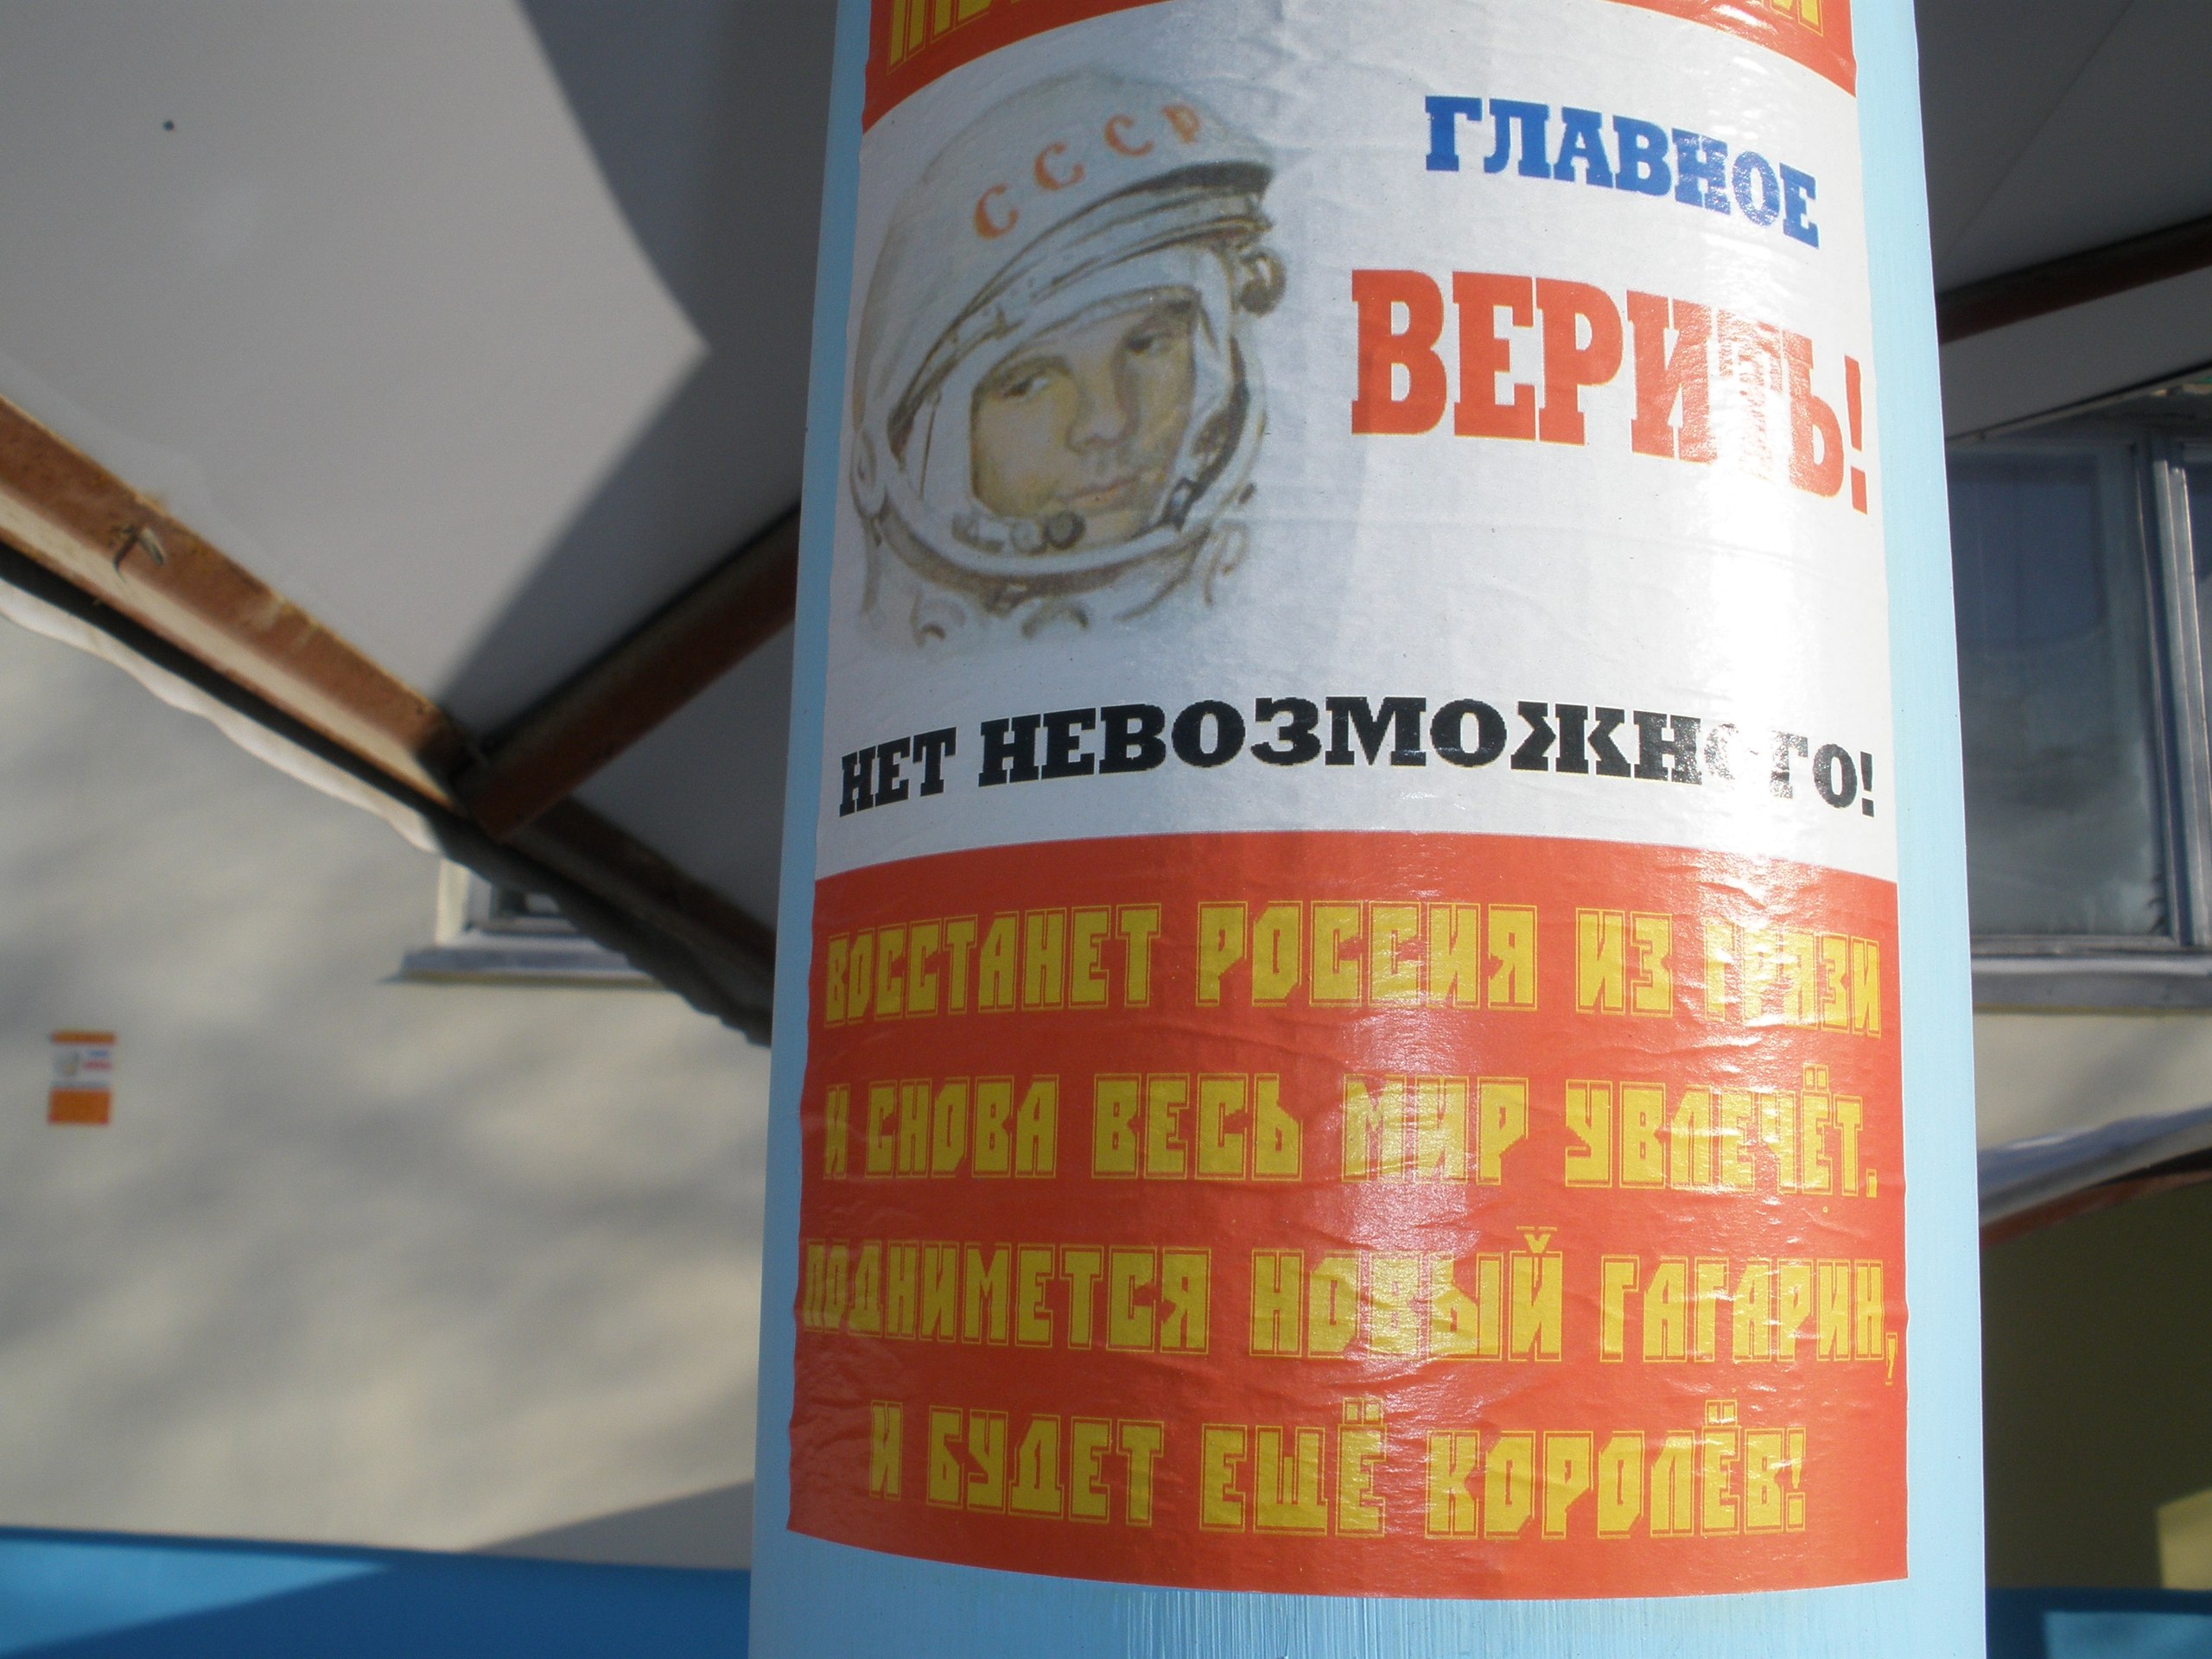 СССР
ГЛАВНОЕ
ВЕРИТЬ!
НЕТ НЕВОЗМОЖНОГО!
ВОССТАНЕТ РОССИЯ ИЗ ГРЯЗИ
И СНОВА ВЕСЬ МИР УВЛЕЧЁТ.
ПОДНИМЕТСЯ НОВЫЙ ГАГАРИН,
И БУДЕТ ЕЩЁ КОРОЛЁВ!